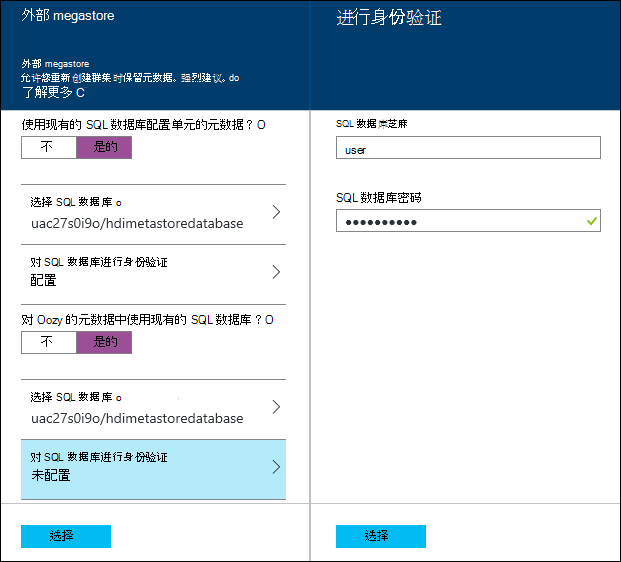 外部 megastore
外部 megastore
允许您重新创建群集时保留元数据。强烈建议。do
了解更多 C
使用现有的 SQL 数据库配置单元的元数据？O
不
是的
选择 SQL 数据库 o
uac27s0i9o/hdimetastoredatabase
对 SQL 数据库进行身份验证
配置
对 Oozy 的元数据中使用现有的 SQL 数据库？O
不
是的
选择 SQL 数据库 o
uac27s0i9o/hdimetastoredatabase
对 SQL 数据库进行身份验证
未配置
选择
进行身份验证
SQL 数据库芝麻
user
SQL 数据库密码
●●●●●●●●●●
选择